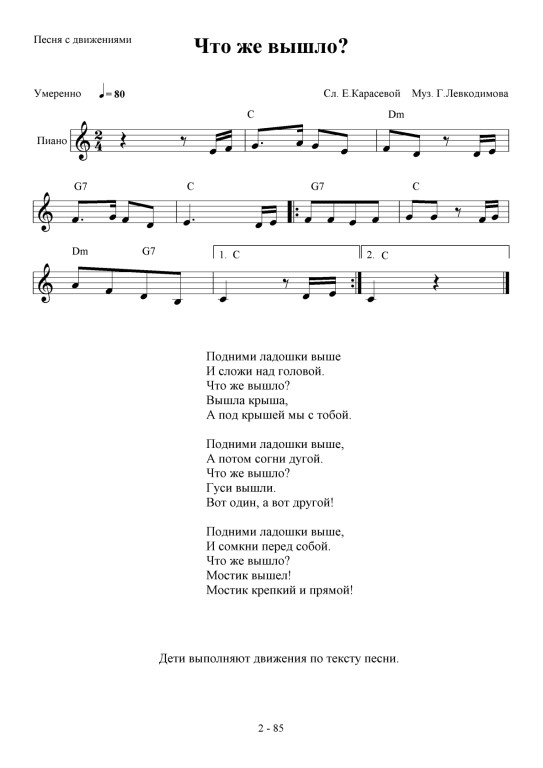 Песня с движениями
Что же вышло?
Умеренно ♩= 80
Сл. Е.Карасевой Муз. Г.Левкодимова
C Dm
Пиано
2
4
G7 C G7 C
Dm G7 1. C 2. C
Подними ладошки выше
И сложи над головой.
Что же вышло?
Вышла крыша,
А под крышей мы с тобой.
Подними ладошки выше,
А потом согни дугой.
Что же вышло?
Гуси вышли.
Вот один, а вот другой!
Подними ладошки выше,
И сомкни перед собой.
Что же вышло?
Мостик вышел!
Мостик крепкий и прямой!
Дети выполняют движения по тексту песни.
2 - 85